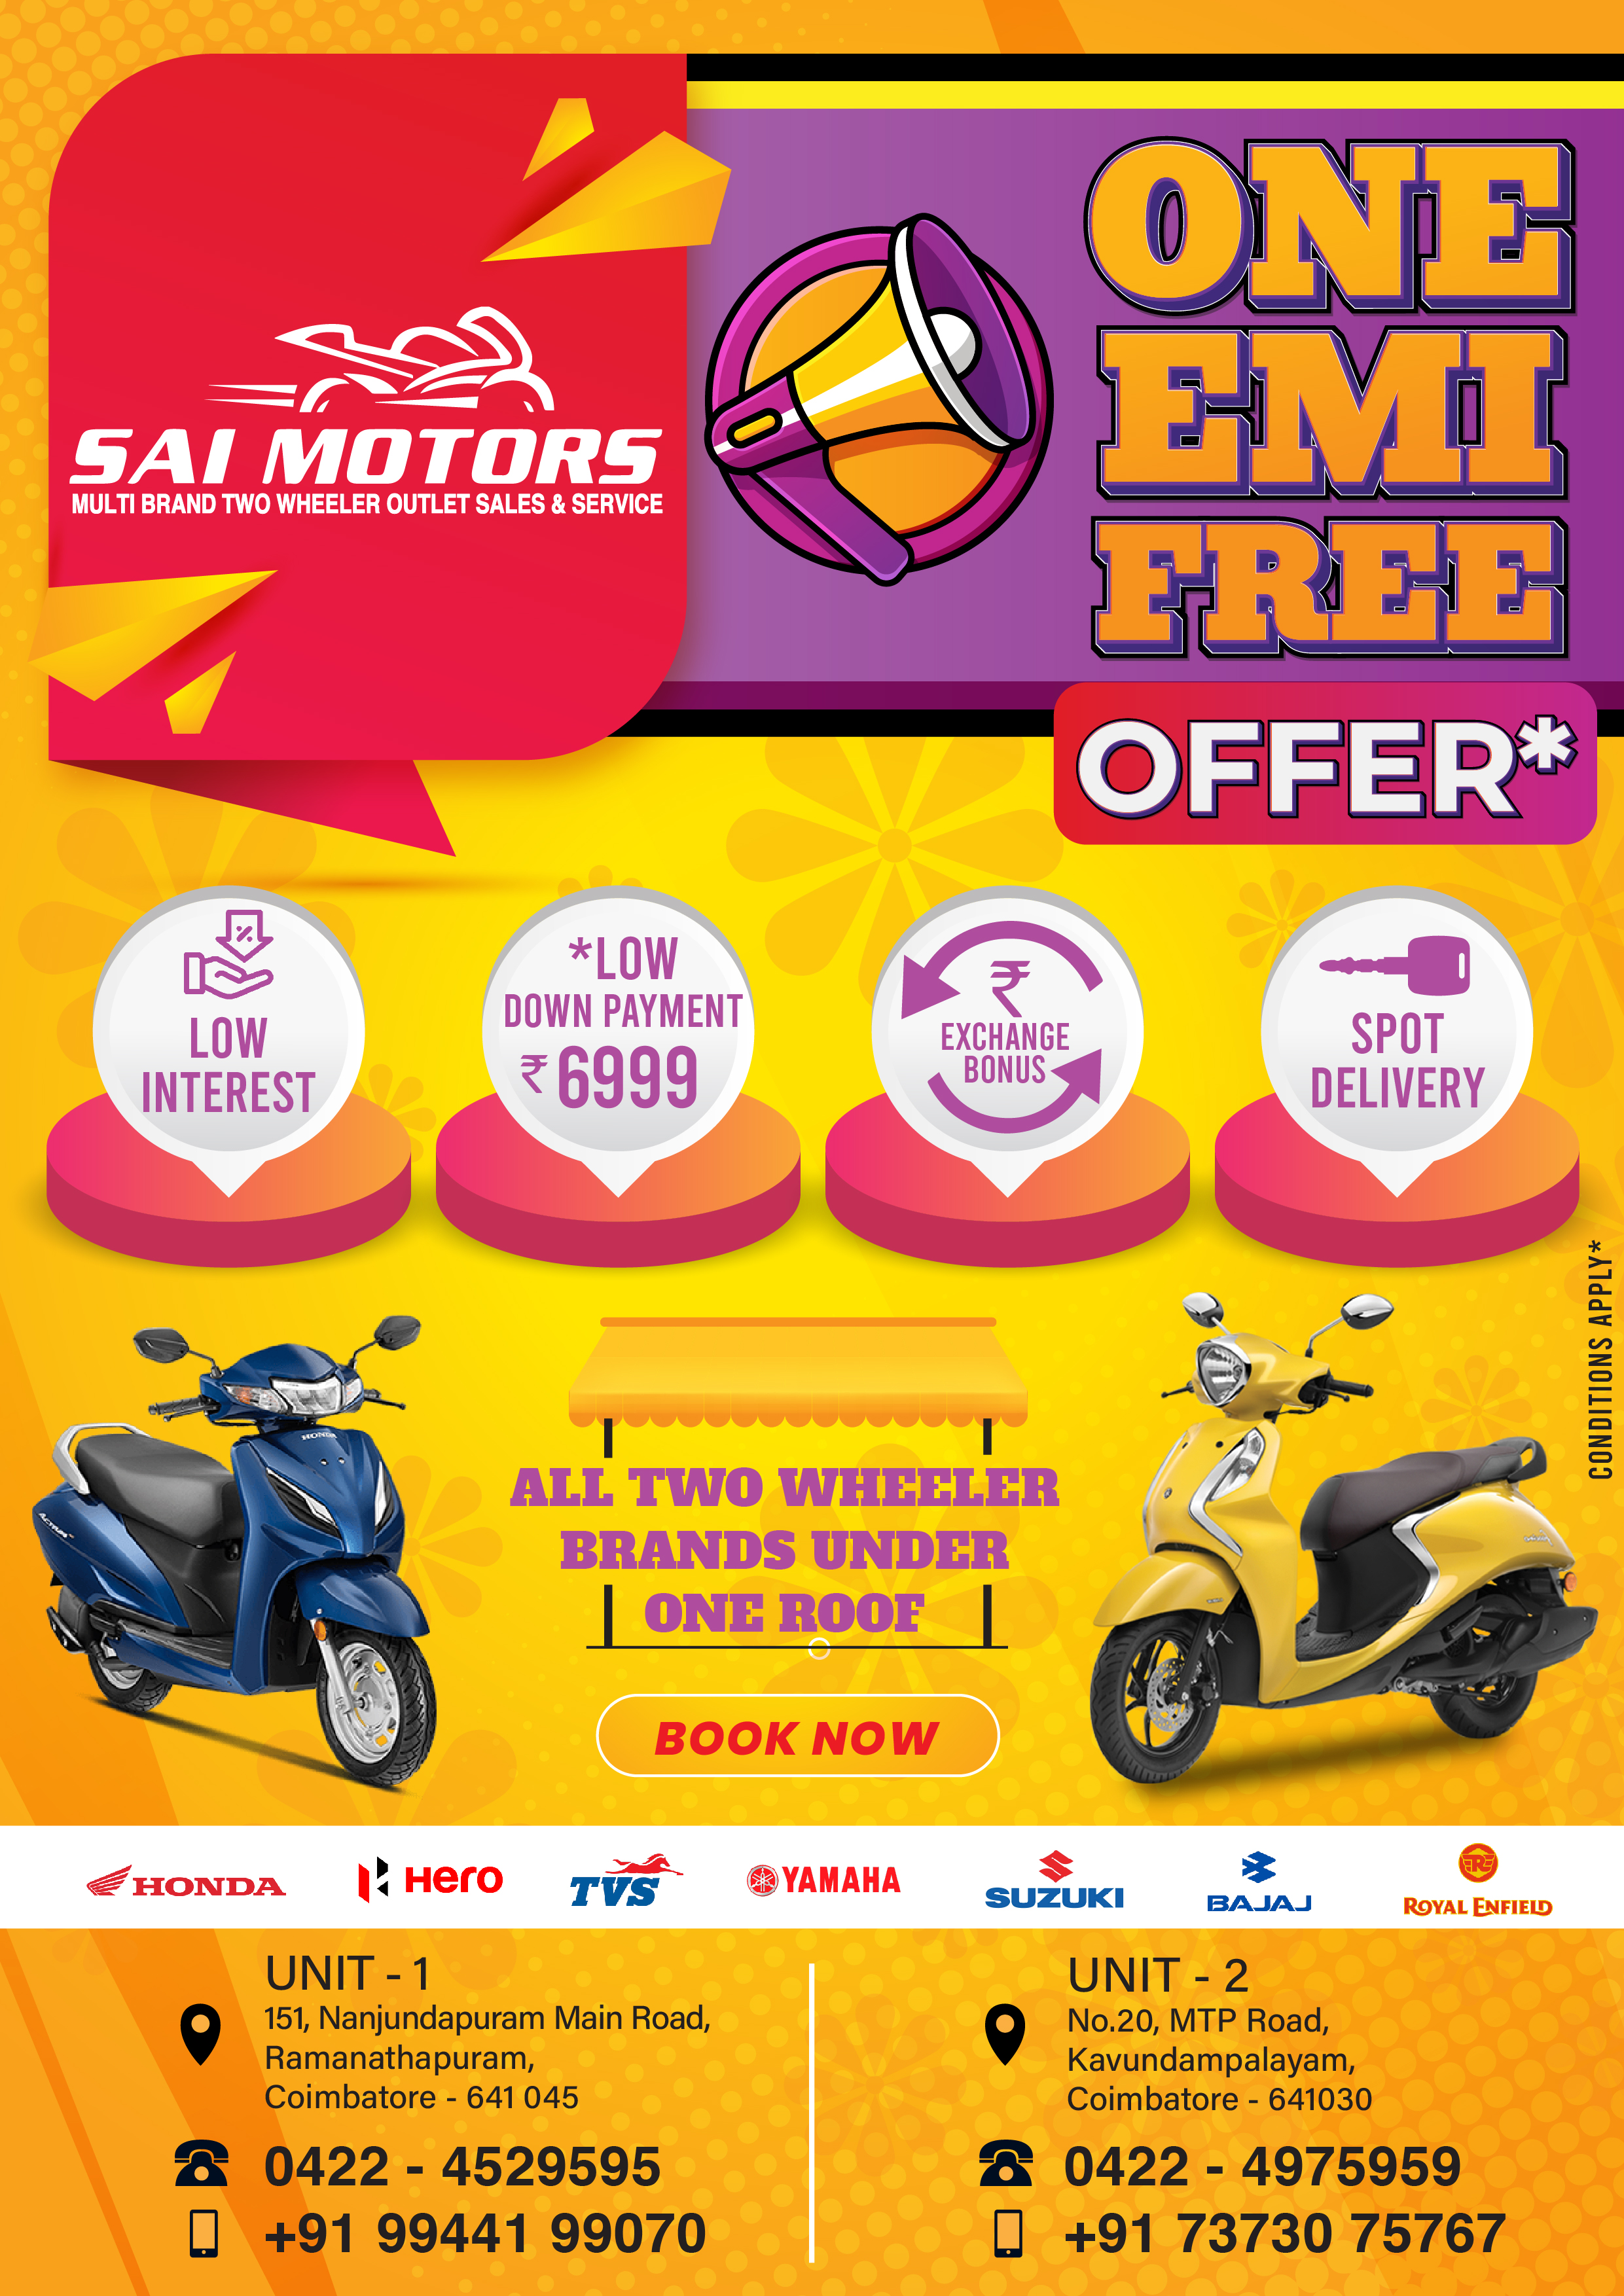 SAI MOTORS
MULTI BRAND TWO WHEELER OUTLET SALES & SERVICE
ONE
EMI
FREE
OFFER*
LOW
INTEREST
*LOW
DOWN PAYMENT
₹ 6999
₹
EXCHANGE
BONUS
SPOT
DELIVERY
CONDITIONS APPLY*
HONDA
ACTIVA
ALL TWO WHEELER
BRANDS UNDER
ONE ROOF
BOOK NOW
HONDA
Hero
TVS
YAMAHA
SUZUKI
BAJAJ
ROYAL ENFIELD
UNIT - 1
151, Nanjundapuram Main Road,
Ramanathapuram,
Coimbatore - 641 045
0422 - 4529595
+91 99441 99070
UNIT - 2
No.20, MTP Road,
Kavundampalayam,
Coimbatore - 641030
0422 - 4975959
+91 73730 75767